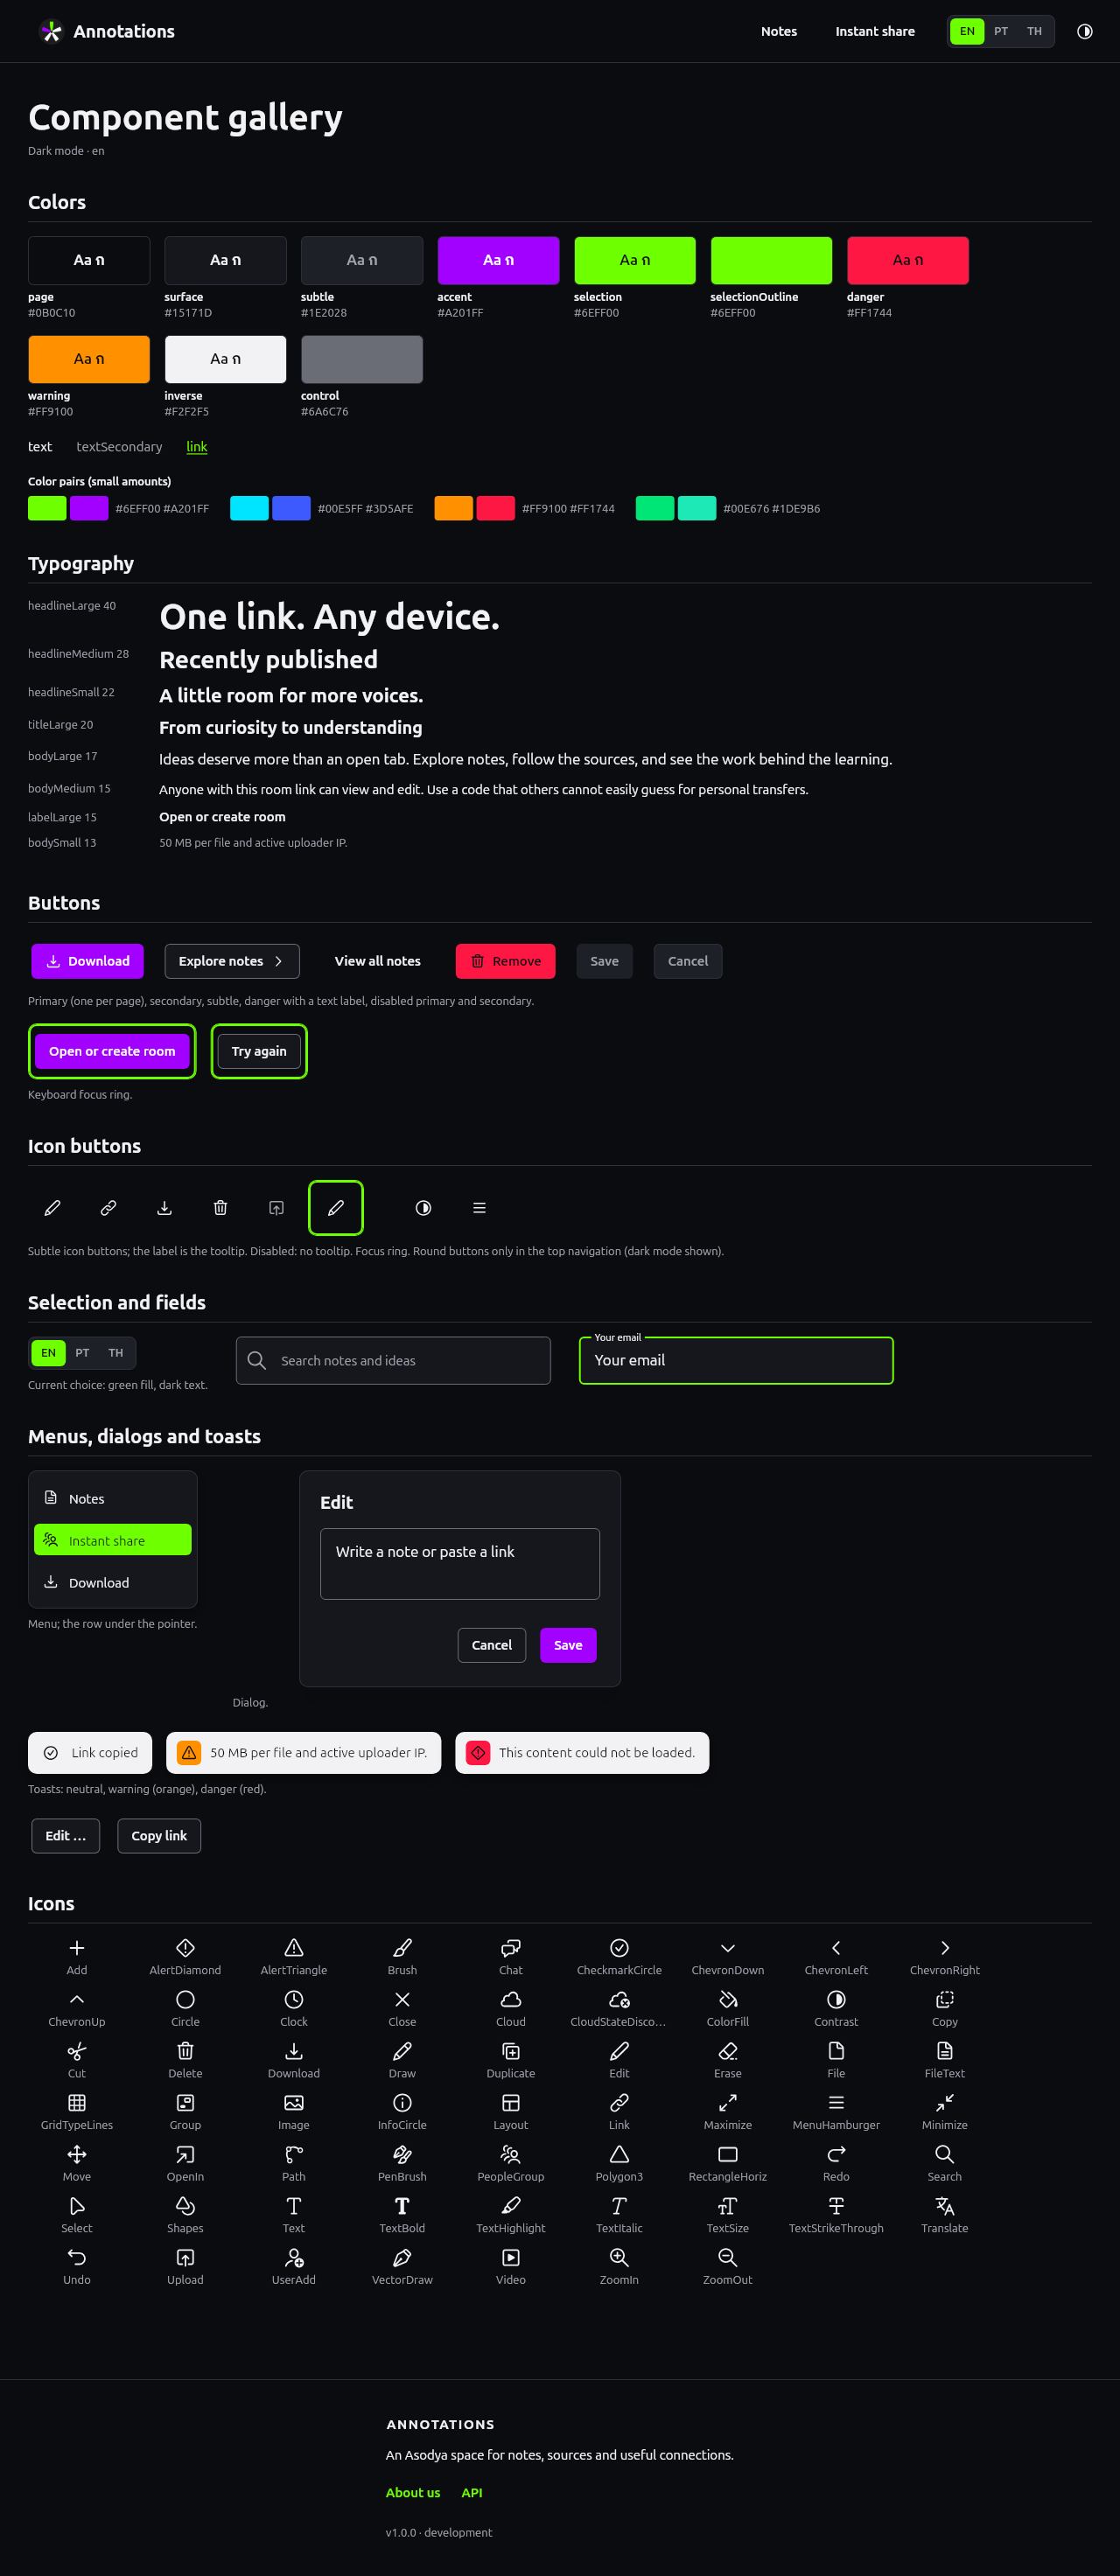 Annotations
Notes
Instant share
EN PT TH
Component gallery
Dark mode · en
Colors
Aa ก Aa ก Aa ก Aa ก Aa ก Aa ก
page surface subtle accent selection selectionOutline danger
#0B0C10 #15171D #1E2028 #A201FF #6EFF00 #6EFF00 #FF1744
Aa ก Aa ก
warning inverse control
#FF9100 #F2F2F5 #6A6C76
text textSecondary link
Color pairs (small amounts)
#6EFF00 #A201FF #00E5FF #3D5AFE #FF9100 #FF1744 #00E676 #1DE9B6
Typography
headlineLarge 40 One link. Any device.
headlineMedium 28 Recently published
headlineSmall 22 A little room for more voices.
titleLarge 20 From curiosity to understanding
bodyLarge 17 Ideas deserve more than an open tab. Explore notes, follow the sources, and see the work behind the learning.
bodyMedium 15 Anyone with this room link can view and edit. Use a code that others cannot easily guess for personal transfers.
labelLarge 15 Open or create room
bodySmall 13 50 MB per file and active uploader IP.
Buttons
Download Explore notes View all notes Remove Save Cancel
Primary (one per page), secondary, subtle, danger with a text label, disabled primary and secondary.
Open or create room Try again
Keyboard focus ring.
Icon buttons
Subtle icon buttons; the label is the tooltip. Disabled: no tooltip. Focus ring. Round buttons only in the top navigation (dark mode shown).
Selection and fields
EN PT TH
Current choice: green fill, dark text.
Search notes and ideas
Your email
Your email
Menus, dialogs and toasts
Notes
Instant share
Download
Menu; the row under the pointer.
Edit
Write a note or paste a link
Cancel Save
Dialog.
Link copied 50 MB per file and active uploader IP. This content could not be loaded.
Toasts: neutral, warning (orange), danger (red).
Edit ... Copy link
Icons
Add AlertDiamond AlertTriangle Brush Chat CheckmarkCircle ChevronDown ChevronLeft ChevronRight
ChevronUp Circle Clock Close Cloud CloudStateDisco... ColorFill Contrast Copy
Cut Delete Download Draw Duplicate Edit Erase File FileText
GridTypeLines Group Image InfoCircle Layout Link Maximize MenuHamburger Minimize
Move OpenIn Path PenBrush PeopleGroup Polygon3 RectangleHoriz Redo Search
Select Shapes Text TextBold TextHighlight TextItalic TextSize TextStrikeThrough Translate
Undo Upload UserAdd VectorDraw Video ZoomIn ZoomOut
ANNOTATIONS
An Asodya space for notes, sources and useful connections.
About us API
v1.0.0 · development